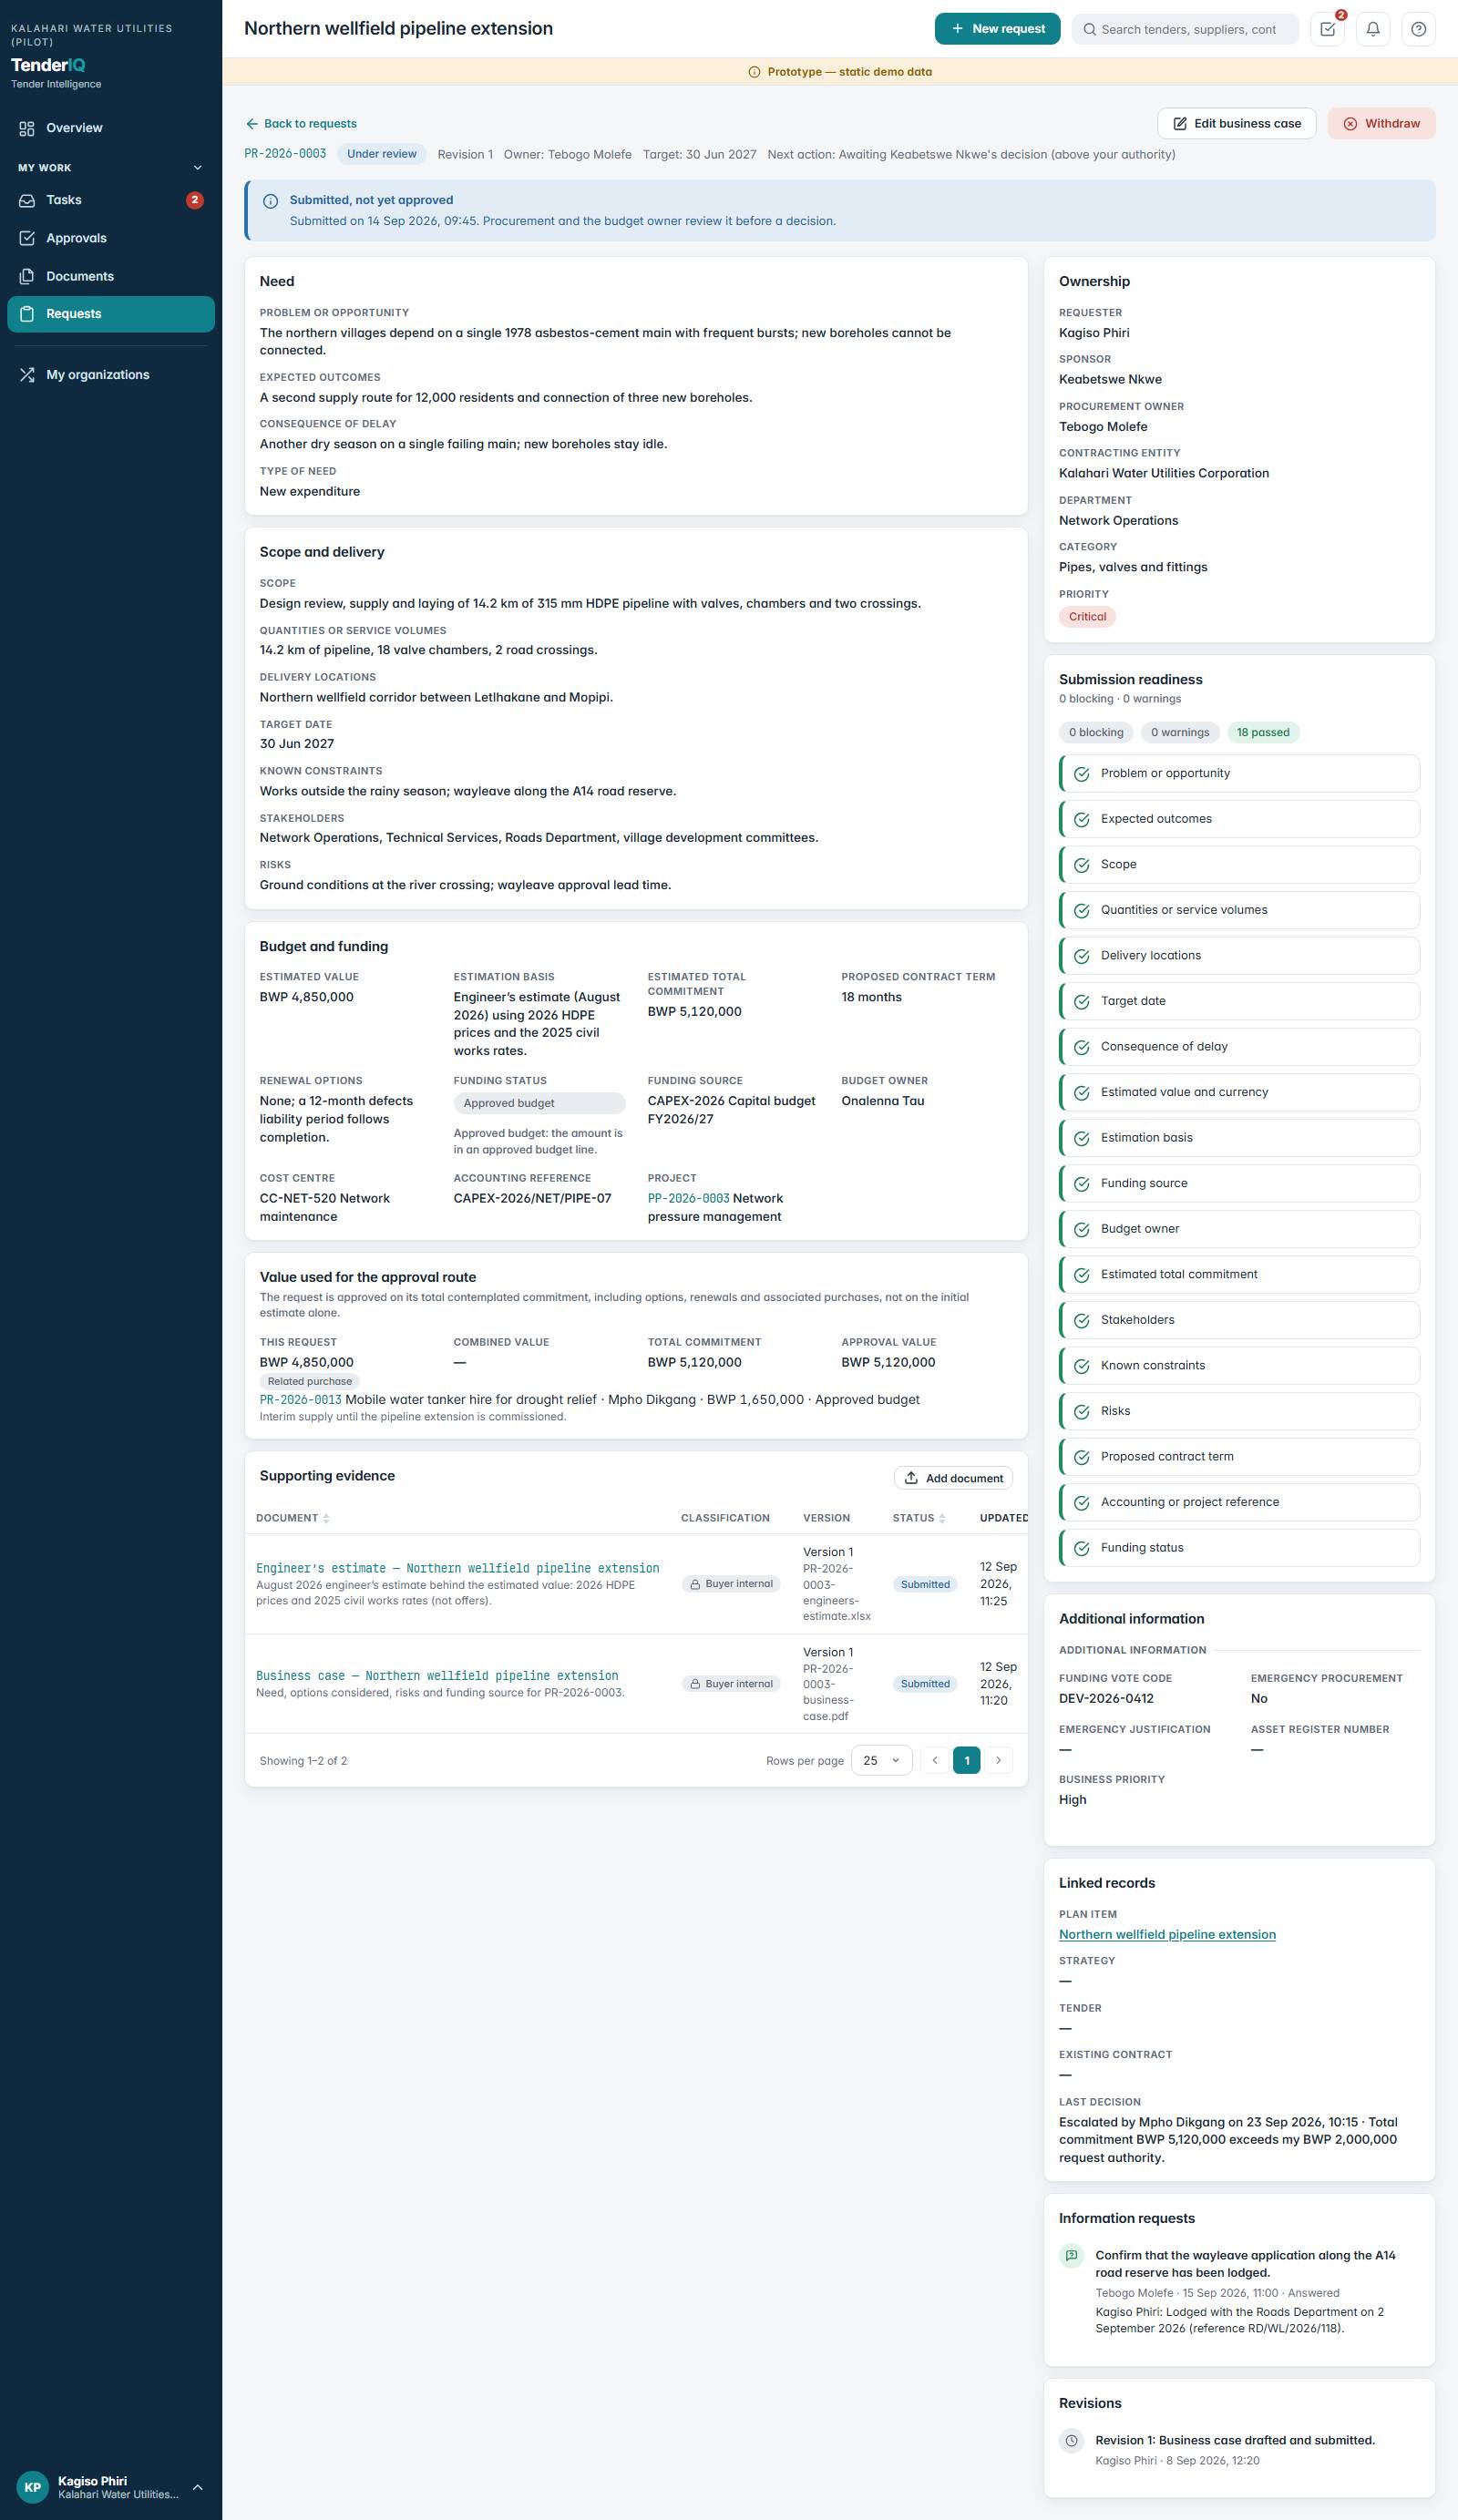 KALAHARI WATER UTILITIES
(PILOT)
TenderIQ
Tender Intelligence
Overview
MY WORK
Tasks
2
Approvals
Documents
Requests
My organizations
KP
Kagiso Phiri
Kalahari Water Utilities...
Northern wellfield pipeline extension
New request
Search tenders, suppliers, cont
2
Prototype — static demo data
Back to requests
Edit business case
Withdraw
PR-2026-0003
Under review
Revision 1
Owner: Tebogo Molefe
Target: 30 Jun 2027
Next action: Awaiting Keabetswe Nkwe's decision (above your authority)
Submitted, not yet approved
Submitted on 14 Sep 2026, 09:45. Procurement and the budget owner review it before a decision.
Need
PROBLEM OR OPPORTUNITY
The northern villages depend on a single 1978 asbestos-cement main with frequent bursts; new boreholes cannot be
connected.
EXPECTED OUTCOMES
A second supply route for 12,000 residents and connection of three new boreholes.
CONSEQUENCE OF DELAY
Another dry season on a single failing main; new boreholes stay idle.
TYPE OF NEED
New expenditure
Scope and delivery
SCOPE
Design review, supply and laying of 14.2 km of 315 mm HDPE pipeline with valves, chambers and two crossings.
QUANTITIES OR SERVICE VOLUMES
14.2 km of pipeline, 18 valve chambers, 2 road crossings.
DELIVERY LOCATIONS
Northern wellfield corridor between Letlhakane and Mopipi.
TARGET DATE
30 Jun 2027
KNOWN CONSTRAINTS
Works outside the rainy season; wayleave along the A14 road reserve.
STAKEHOLDERS
Network Operations, Technical Services, Roads Department, village development committees.
RISKS
Ground conditions at the river crossing; wayleave approval lead time.
Budget and funding
ESTIMATED VALUE
BWP 4,850,000
ESTIMATION BASIS
Engineer’s estimate (August
2026) using 2026 HDPE
prices and the 2025 civil
works rates.
ESTIMATED TOTAL
COMMITMENT
BWP 5,120,000
PROPOSED CONTRACT TERM
18 months
RENEWAL OPTIONS
None; a 12-month defects
liability period follows
completion.
FUNDING STATUS
Approved budget
Approved budget: the amount is
in an approved budget line.
FUNDING SOURCE
CAPEX-2026 Capital budget
FY2026/27
BUDGET OWNER
Onalenna Tau
COST CENTRE
CC-NET-520 Network
maintenance
ACCOUNTING REFERENCE
CAPEX-2026/NET/PIPE-07
PROJECT
PP-2026-0003 Network
pressure management
Value used for the approval route
The request is approved on its total contemplated commitment, including options, renewals and associated purchases, not on the initial
estimate alone.
THIS REQUEST
BWP 4,850,000
COMBINED VALUE
—
TOTAL COMMITMENT
BWP 5,120,000
APPROVAL VALUE
BWP 5,120,000
Related purchase
PR-2026-0013 Mobile water tanker hire for drought relief · Mpho Dikgang · BWP 1,650,000 · Approved budget
Interim supply until the pipeline extension is commissioned.
Supporting evidence
Add document
DOCUMENT
CLASSIFICATION
VERSION
STATUS
UPDATED
Engineer’s estimate — Northern wellfield pipeline extension
August 2026 engineer’s estimate behind the estimated value: 2026 HDPE
prices and 2025 civil works rates (not offers).
Buyer internal
Version 1
PR-2026-
0003-
engineers-
estimate.xlsx
Submitted
12 Sep
2026,
11:25
Business case — Northern wellfield pipeline extension
Need, options considered, risks and funding source for PR-2026-0003.
Buyer internal
Version 1
PR-2026-
0003-
business-
case.pdf
Submitted
12 Sep
2026,
11:20
Showing 1–2 of 2
Rows per page
25
1
Ownership
REQUESTER
Kagiso Phiri
SPONSOR
Keabetswe Nkwe
PROCUREMENT OWNER
Tebogo Molefe
CONTRACTING ENTITY
Kalahari Water Utilities Corporation
DEPARTMENT
Network Operations
CATEGORY
Pipes, valves and fittings
PRIORITY
Critical
Submission readiness
0 blocking · 0 warnings
0 blocking
0 warnings
18 passed
Problem or opportunity
Expected outcomes
Scope
Quantities or service volumes
Delivery locations
Target date
Consequence of delay
Estimated value and currency
Estimation basis
Funding source
Budget owner
Estimated total commitment
Stakeholders
Known constraints
Risks
Proposed contract term
Accounting or project reference
Funding status
Additional information
ADDITIONAL INFORMATION
FUNDING VOTE CODE
DEV-2026-0412
EMERGENCY PROCUREMENT
No
EMERGENCY JUSTIFICATION
—
ASSET REGISTER NUMBER
—
BUSINESS PRIORITY
High
Linked records
PLAN ITEM
Northern wellfield pipeline extension
STRATEGY
—
TENDER
—
EXISTING CONTRACT
—
LAST DECISION
Escalated by Mpho Dikgang on 23 Sep 2026, 10:15 · Total
commitment BWP 5,120,000 exceeds my BWP 2,000,000
request authority.
Information requests
Confirm that the wayleave application along the A14
road reserve has been lodged.
Tebogo Molefe · 15 Sep 2026, 11:00 · Answered
Kagiso Phiri: Lodged with the Roads Department on 2
September 2026 (reference RD/WL/2026/118).
Revisions
Revision 1: Business case drafted and submitted.
Kagiso Phiri · 8 Sep 2026, 12:20